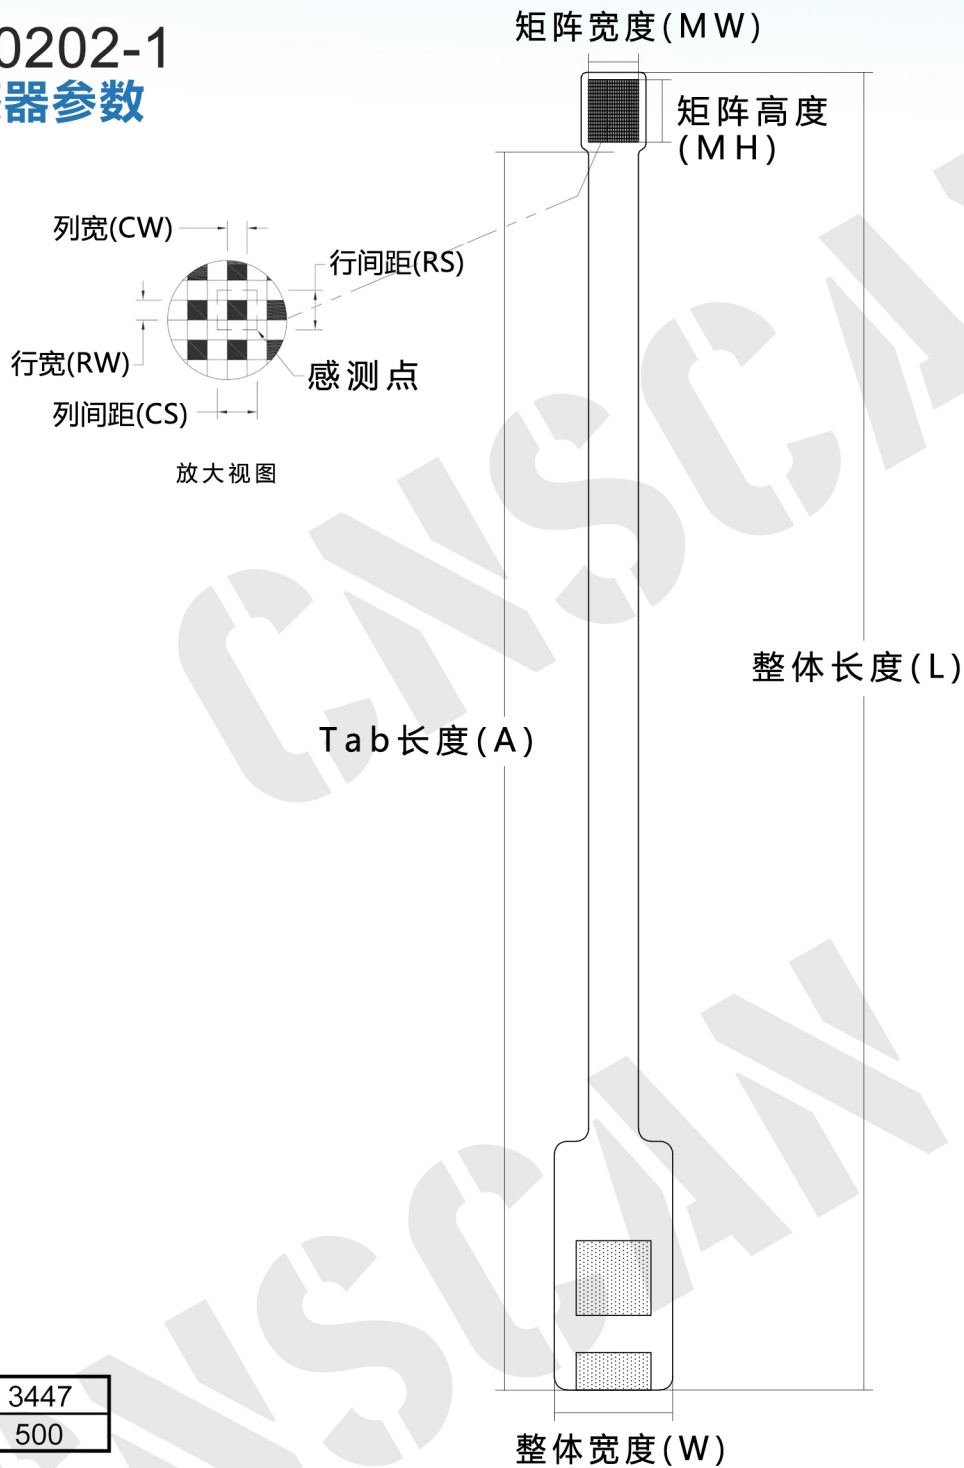 0202-1
器参数
矩阵宽度(MW)
矩阵高度
(MH)
列宽(CW)
行间距(RS)
行宽(RW)
感测点
列间距(CS)
放大视图
整体长度(L)
Tab长度(A)
3447
500
整体宽度(W)
CNSCA
CNSCAN